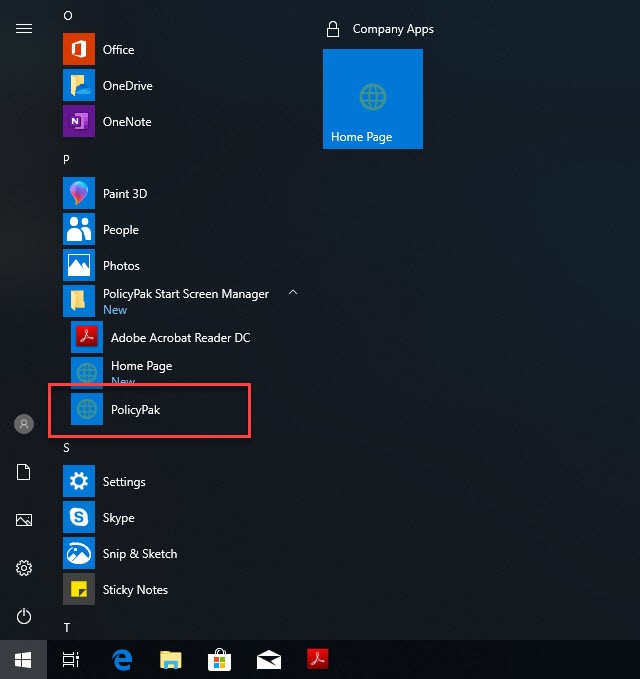 O
Office
OneDrive
OneNote
P
Paint 3D
People
Photos
PolicyPak Start Screen Manager
New
Adobe Acrobat Reader DC
Home Page
New
PolicyPak
S
Settings
Skype
Snip & Sketch
Sticky Notes
T
Company Apps
Home Page